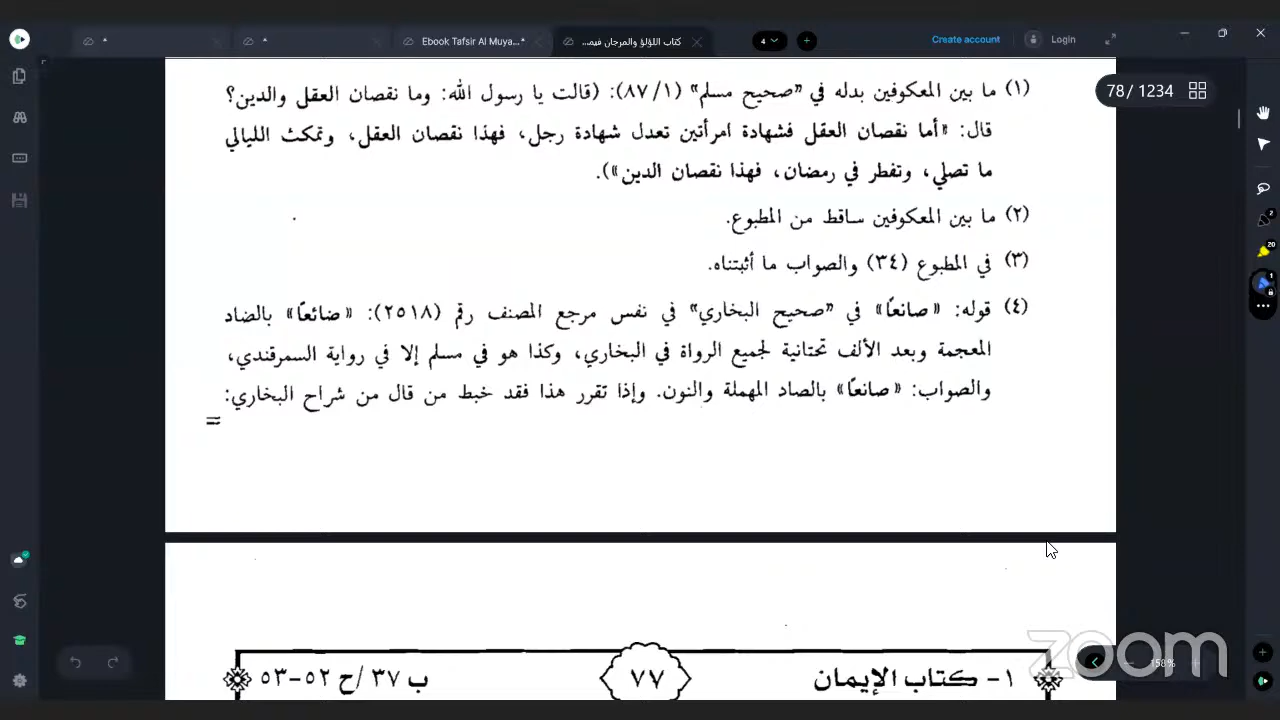 Ebook Tafsir Al Muya...*
كتاب اللؤلؤ والمرجان فيم...
4
Create account
Login
78/ 1234
(١) ما بين المعكوفين بدله في «صحيح مسلم» (٨٧/١): (قالت يا رسول الله: وما نقصان العقل والدين؟
قال: «أما نقصان العقل فشهادة امرأتين تعدل شهادة رجل، فهذا نقصان العقل، وتمكث الليالي
ما تصلي، وتفطر في رمضان، فهذا نقصان الدين»).
(٢) ما بين المعكوفين ساقط من المطبوع.
(٣) في المطبوع (٣٤) والصواب ما أثبتناه.
(٤) قوله: «صانعًا» في «صحيح البخاري» في نفس مرجع المصنف رقم (٢٥١٨): «ضائعًا» بالضاد
المعجمة وبعد الألف تحتانية لجميع الرواة في البخاري، وكذا هو في مسلم إلا في رواية السمرقندي،
والصواب: «صانعًا» بالصاد المهملة والنون. وإذا تقرر هذا فقد خبط من قال من شراح البخاري:
=
١- كتاب الإيمان
٧٧
ب ٣٧ /ح ٥٢-٥٣
zoom
158%
2
20
1